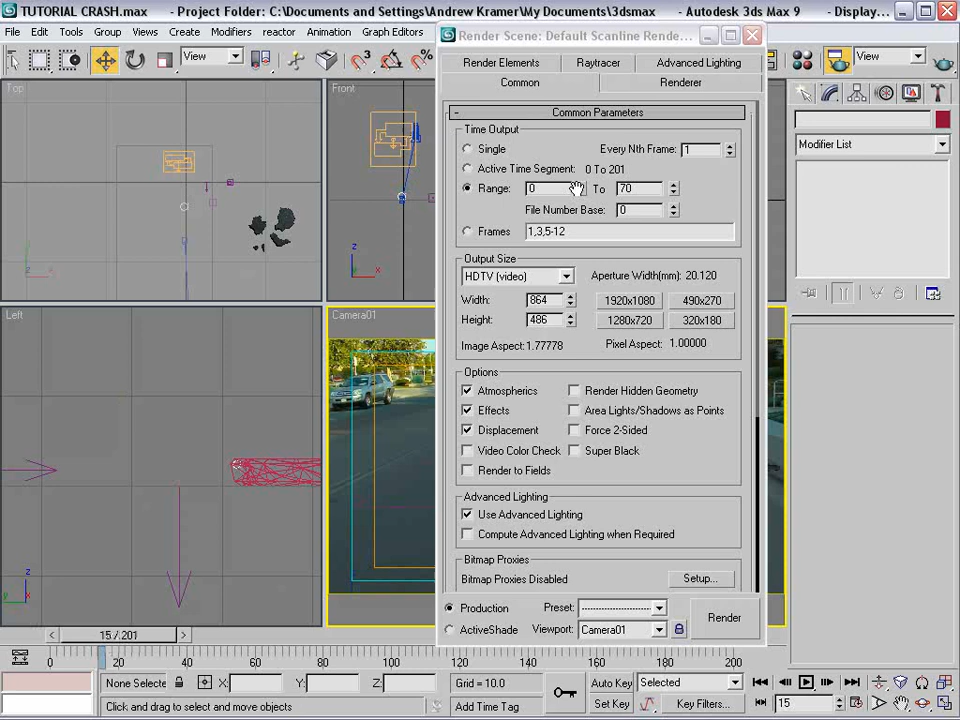 TUTORIAL CRASH.max - Project Folder: C:\Documents and Settings\Andrew Kramer\My Documents\3dsmax - Autodesk 3ds Max 9 - Display...
File Edit Tools Group Views Create Modifiers reactor Animation Graph Editors
Render Scene: Default Scanline Rende...
View
View
Render Elements Raytracer Advanced Lighting
Common Renderer
Top
Front
- Common Parameters
Time Output
Single Every Nth Frame: 1
Active Time Segment: 0 To 201
Range: 0 To 70
File Number Base: 0
Frames 1,3,5-12
Modifier List
Output Size
HDTV (video) Aperture Width(mm): 20.120
Width: 864 1920x1080 490x270
Height: 486 1280x720 320x180
Image Aspect: 1.77778 Pixel Aspect: 1.00000
Left
Camera01
Options
Atmospherics Render Hidden Geometry
Effects Area Lights/Shadows as Points
Displacement Force 2-Sided
Video Color Check Super Black
Render to Fields
Advanced Lighting
Use Advanced Lighting
Compute Advanced Lighting when Required
Bitmap Proxies
Bitmap Proxies Disabled Setup...
Production Preset: --------------------
ActiveShade Viewport: Camera01
Render
z
x
y
z
x
y
z
x
< 15 / 201 >
0 20 40 60 80 100 120 140 160 180 200
None Selecte X: Y: Z: Grid = 10.0 Auto Key Selected
Click and drag to select and move objects Add Time Tag Set Key Key Filters... 15